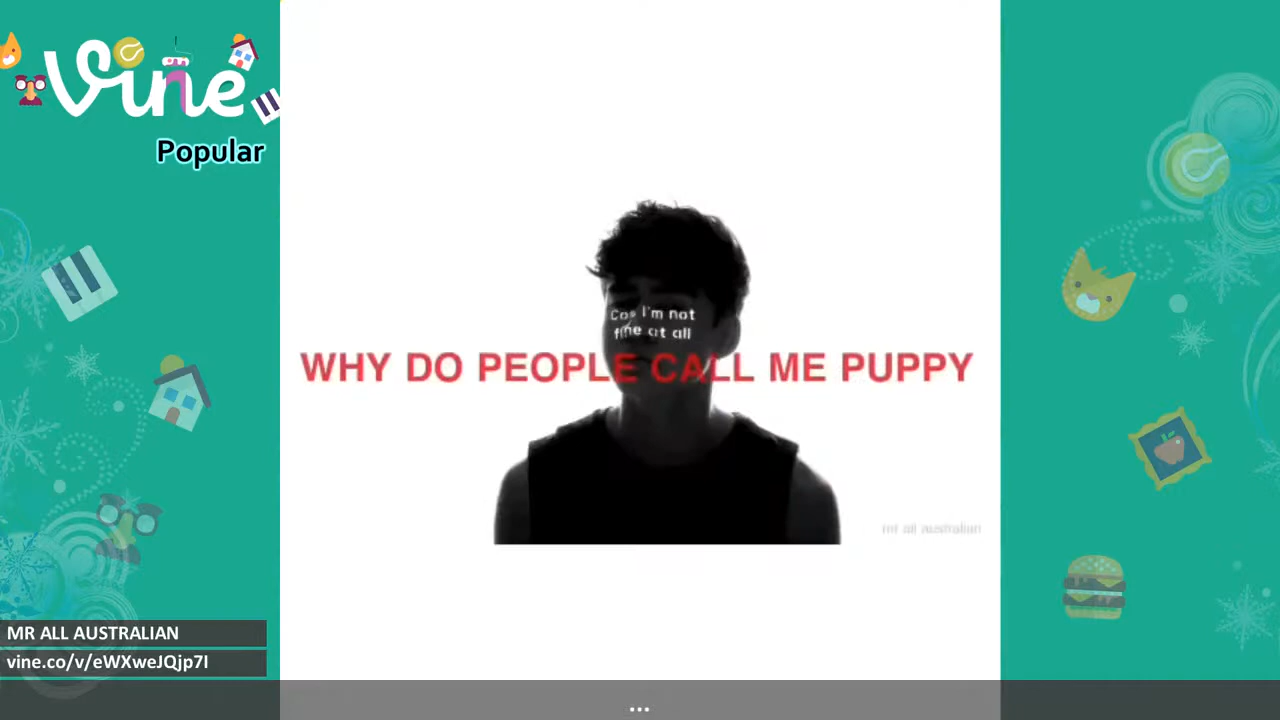 Vine
Popular
Cos I'm not
fine at all
WHY DO PEOPLE CALL ME PUPPY
mr all australian
MR ALL AUSTRALIAN
vine.co/v/eWXweJQjp7I
...